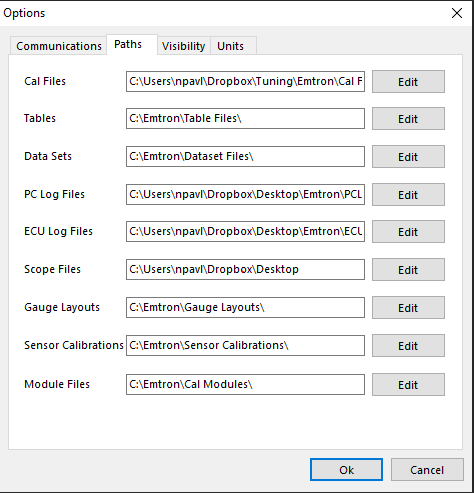 Options
Communications Paths Visibility Units
Cal Files C:\Users\npavl\Dropbox\Tuning\Emtron\Cal F Edit
Tables C:\Emtron\Table Files\ Edit
Data Sets C:\Emtron\Dataset Files\ Edit
PC Log Files C:\Users\npavl\Dropbox\Desktop\Emtron\PCL Edit
ECU Log Files C:\Users\npavl\Dropbox\Desktop\Emtron\ECU Edit
Scope Files C:\Users\npavl\Dropbox\Desktop Edit
Gauge Layouts C:\Emtron\Gauge Layouts\ Edit
Sensor Calibrations C:\Emtron\Sensor Calibrations\ Edit
Module Files C:\Emtron\Cal Modules\ Edit
Ok Cancel